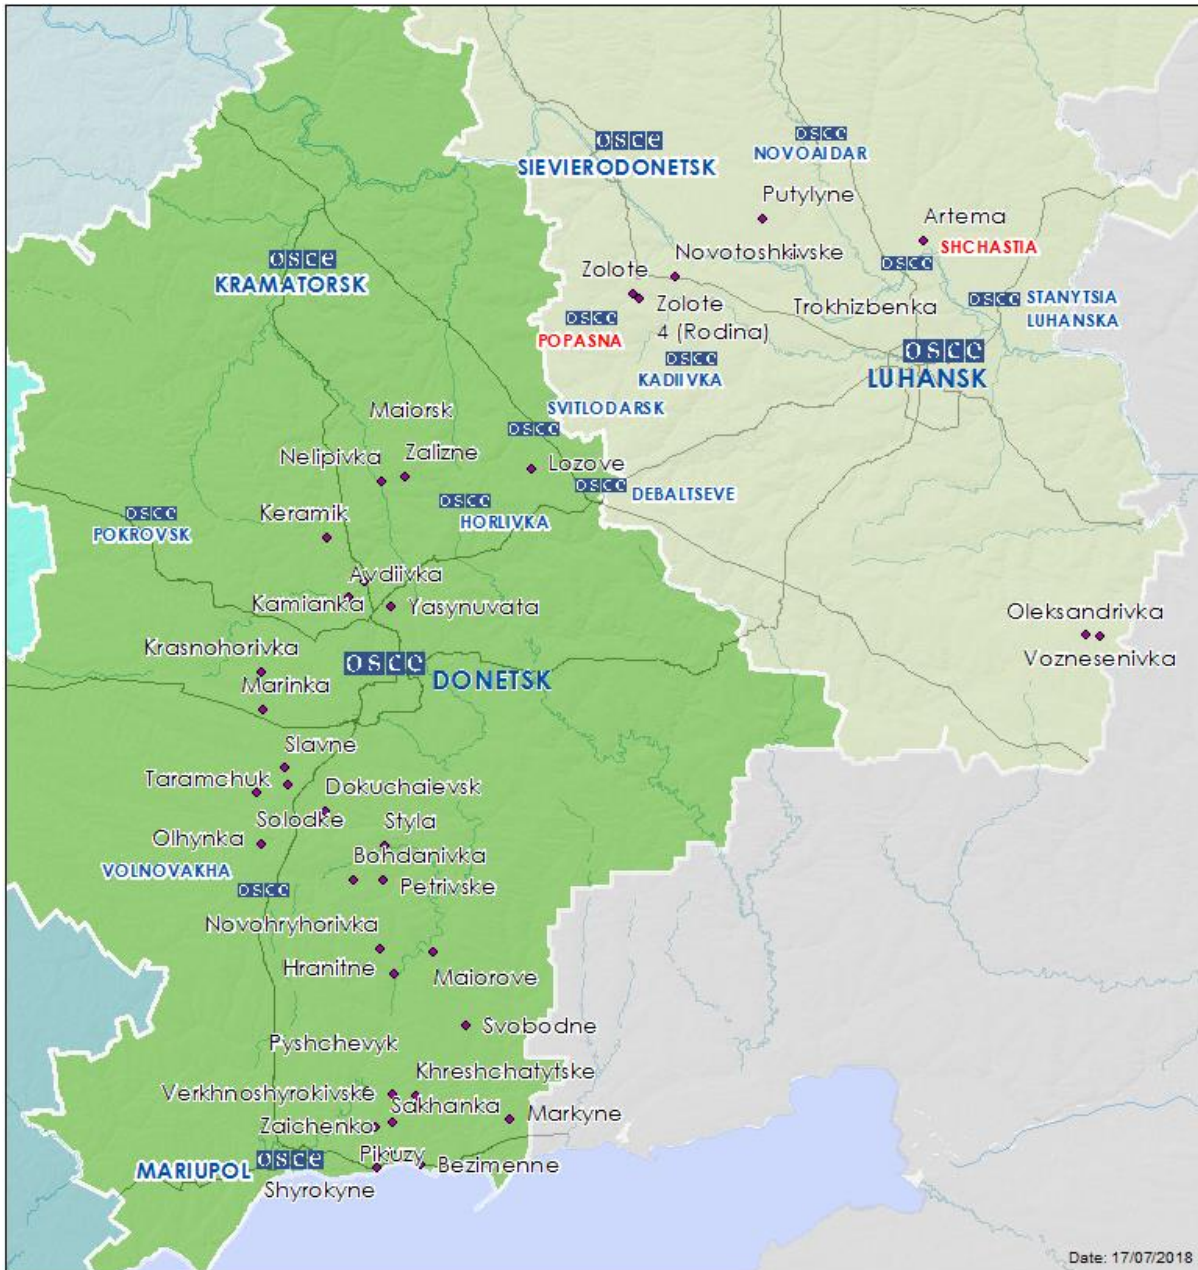 osce
SIEVIERODONETSK
osce
NOVOAIDAR
Putylyne
Artema
SHCHASTIA
osce
osce
KRAMATORSK
Novotoshkivske
Zolote
Zolote
4 (Rodina)
Trokhizbenka
osce
STANYTSIA
LUHANSKA
osce
POPASNA
osce
KADIIVKA
osce
LUHANSK
SVITLODARSK
osce
Maiorsk
Nelipivka
Zalizne
Lozove
osce
DEBALTSEVE
osce
HORLIVKA
osce
POKROVSK
Keramik
Avdiivka
Kamianka
Yasynuvata
Oleksandrivka
Voznesenivka
Krasnohorivka
osce
DONETSK
Marinka
Slavne
Taramchuk
Dokuchaievsk
Solodke
Styla
Olhynka
Bohdanivka
VOLNOVAKHA
osce
Petrivske
Novohryhorivka
Hranitne
Maiorove
Svobodne
Pyshchevyk
Khreshchatytske
Verkhnoshyrokivske
Sakhanka
Markyne
Zaichenko
Pikuzy
MARIUPOL
osce
Bezimenne
Shyrokyne
Date: 17/07/2018